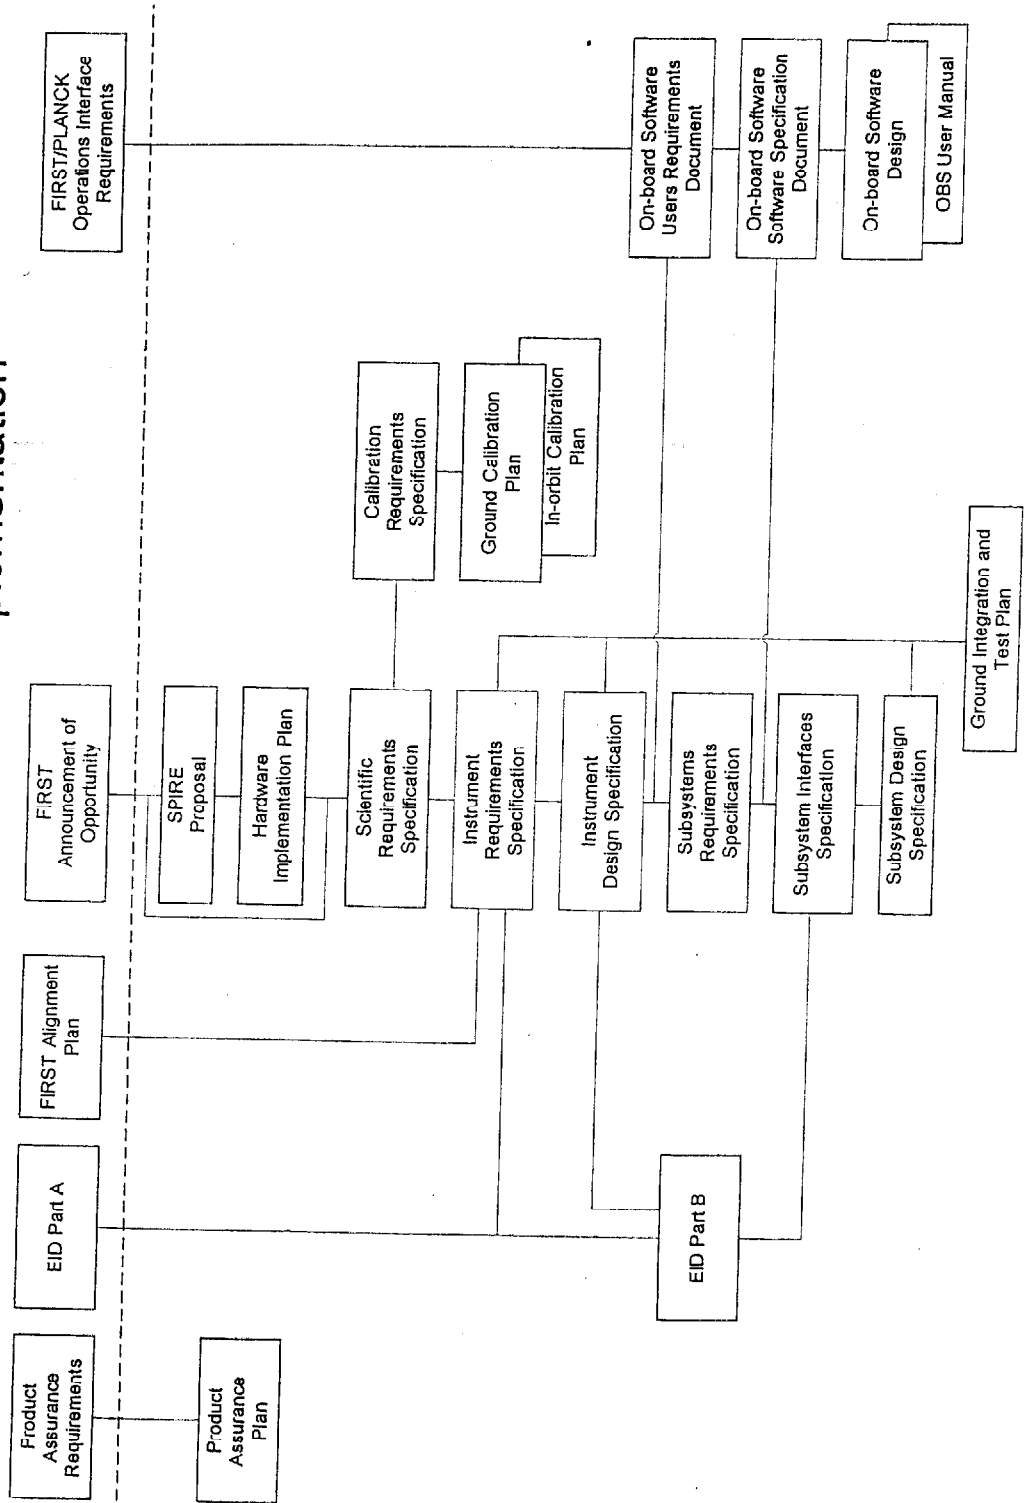 Product
Assurance
Requirements
EID Part A
FIRST Alignment
Plan
FIRST
Announcement of
Opportunity
FIRST/PLANCK
Operations Interface
Requirements
Product
Assurance
Plan
SPIRE
Proposal
Hardware
Implementation Plan
Scientific
Requirements
Specification
Calibration
Requirements
Specification
Instrument
Requirements
Specification
Ground Calibration
Plan
In-orbit Calibration
Plan
Instrument
Design Specification
EID Part B
Subsystems
Requirements
Specification
On-board Software
Users Requirements
Document
Subsystem Interfaces
Specification
On-board Software
Software Specification
Document
Subsystem Design
Specification
On-board Software
Design
OBS User Manual
Ground Integration and
Test Plan